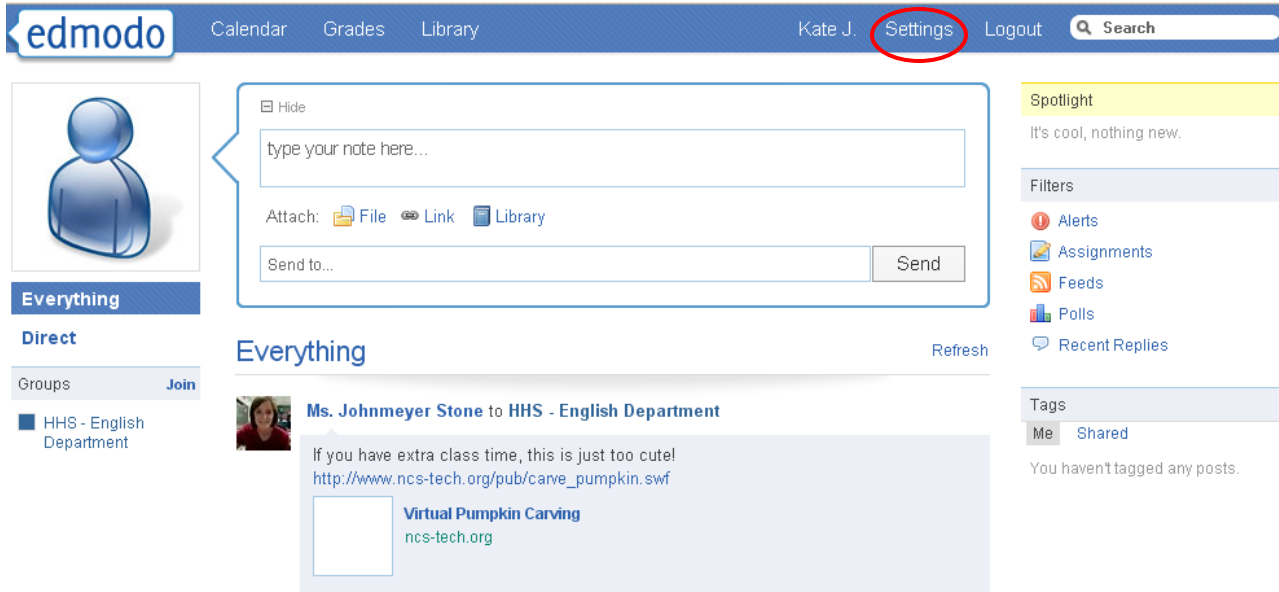 edmodo Calendar Grades Library Kate J. Settings Logout Search
Hide
type your note here...
Attach: File Link Library
Send to... Send
Everything
Direct
Groups Join
HHS - English
Department
Everything Refresh
Ms. Johnmeyer Stone to HHS - English Department
If you have extra class time, this is just too cute!
http://www.ncs-tech.org/pub/carve_pumpkin.swf
Virtual Pumpkin Carving
ncs-tech.org
Spotlight
It's cool, nothing new.
Filters
Alerts
Assignments
Feeds
Polls
Recent Replies
Tags
Me Shared
You haven't tagged any posts.